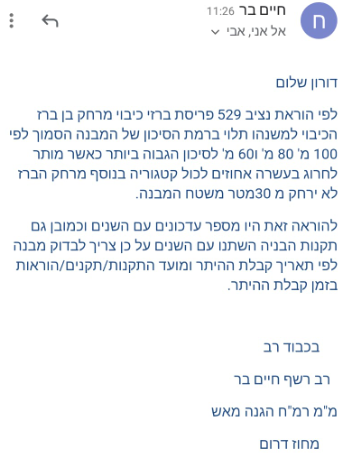 חיים בר 11:26
אל אני, אבי
ח
דורון שלום
לפי הוראת נציב 529 פריסת ברזי כיבוי מרחק בן ברז
הכיבוי למשנהו תלוי ברמת הסיכון של המבנה הסמוך לפי
100 מ' 80 מ' ו60 מ' לסיכון הגבוה ביותר כאשר מותר
לחרוג בעשרה אחוזים לכול קטגוריה בנוסף מרחק הברז
לא ירחק מ 30מטר משטח המבנה.
להוראה זאת היו מספר עדכונים עם השנים וכמובן גם
תקנות הבניה השתנו עם השנים על כן צריך לבדוק מבנה
לפי תאריך קבלת ההיתר ומועד התקנות/תקנים/הוראות
בזמן קבלת ההיתר.
בכבוד רב
רב רשף חיים בר
מ"מ רמ"ח הגנה מאש
מחוז דרום